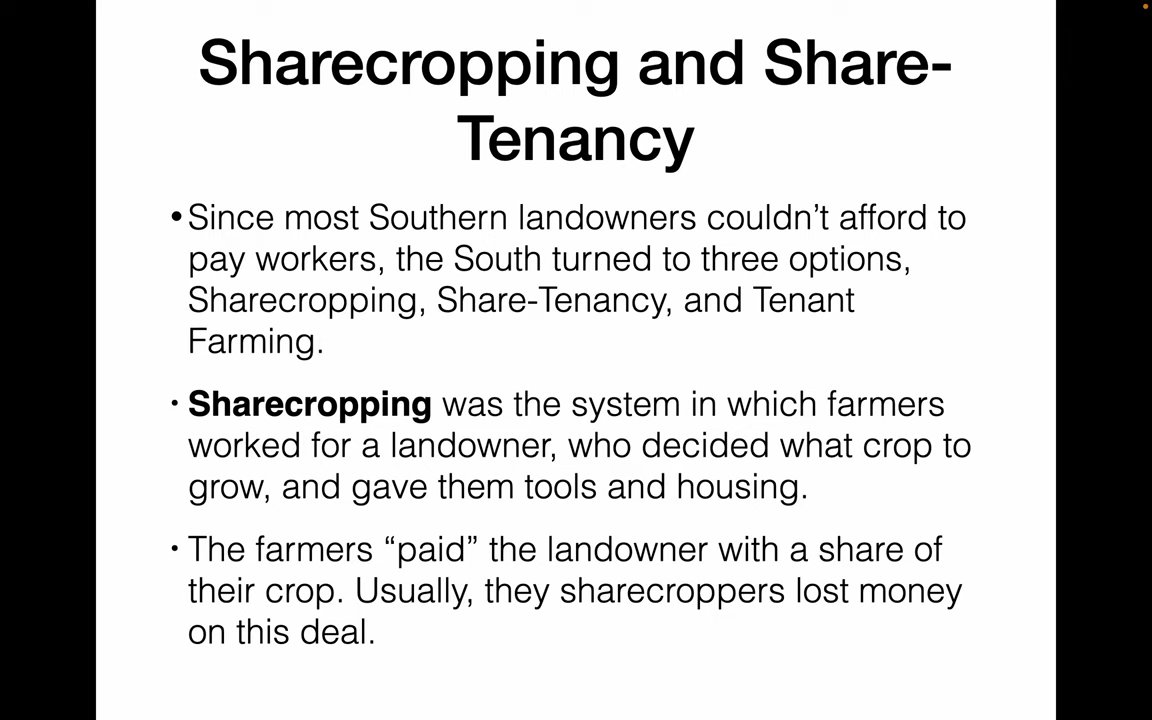 Sharecropping and Share-
Tenancy
•Since most Southern landowners couldn’t afford to
pay workers, the South turned to three options,
Sharecropping, Share-Tenancy, and Tenant
Farming.
• Sharecropping was the system in which farmers
worked for a landowner, who decided what crop to
grow, and gave them tools and housing.
• The farmers “paid” the landowner with a share of
their crop. Usually, they sharecroppers lost money
on this deal.